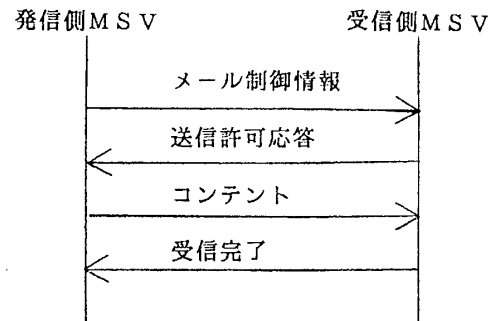 発信側ＭＳＶ
受信側ＭＳＶ
メール制御情報
送信許可応答
コンテント
受信完了